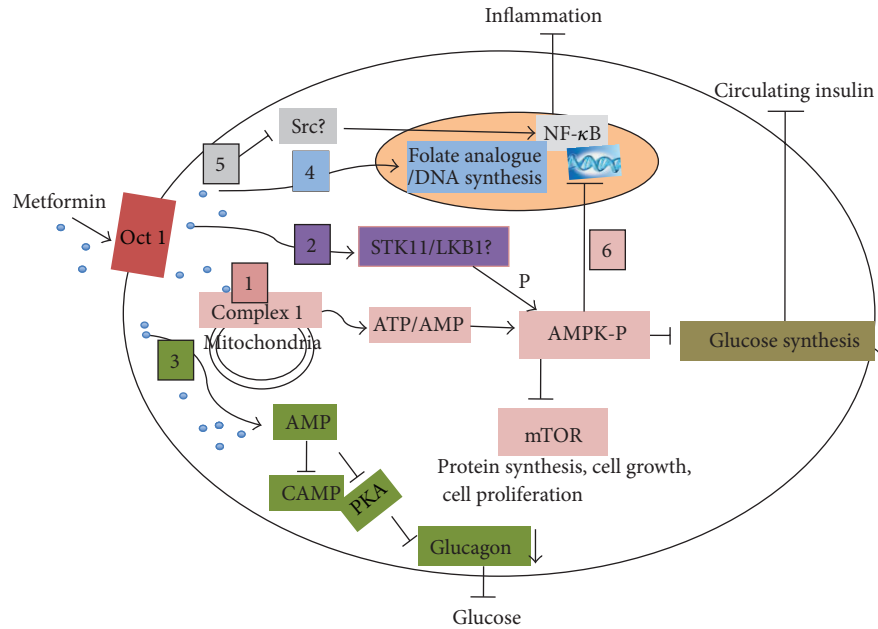 Inflammation
Circulating insulin
Src?
NF-κB
5
4
Folate analogue
/DNA synthesis
Metformin
Oct 1
2
STK11/LKB1?
6
P
1
Complex 1
Mitochondria
ATP/AMP
AMPK-P
Glucose synthesis
3
AMP
mTOR
Protein synthesis, cell growth,
cell proliferation
CAMP
PKA
Glucagon
Glucose